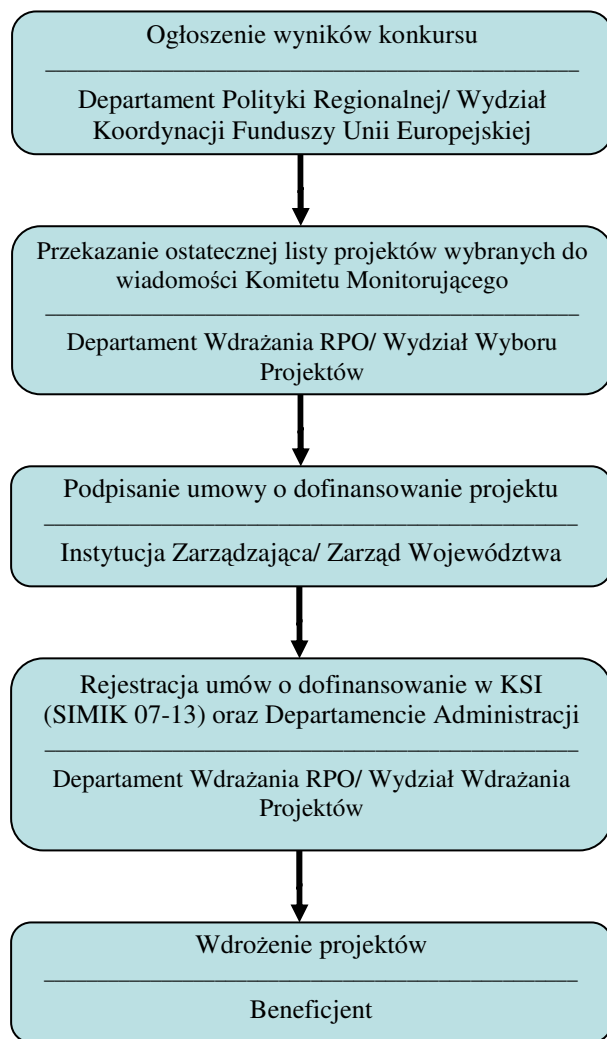 Ogłoszenie wyników konkursu
Departament Polityki Regionalnej/ Wydział
Koordynacji Funduszy Unii Europejskiej
Przekazanie ostatecznej listy projektów wybranych do
wiadomości Komitetu Monitorującego
Departament Wdrażania RPO/ Wydział Wyboru
Projektów
Podpisanie umowy o dofinansowanie projektu
Instytucja Zarządzająca/ Zarząd Województwa
Rejestracja umów o dofinansowanie w KSI
(SIMIK 07-13) oraz Departamencie Administracji
Departament Wdrażania RPO/ Wydział Wdrażania
Projektów
Wdrożenie projektów
Beneficjent